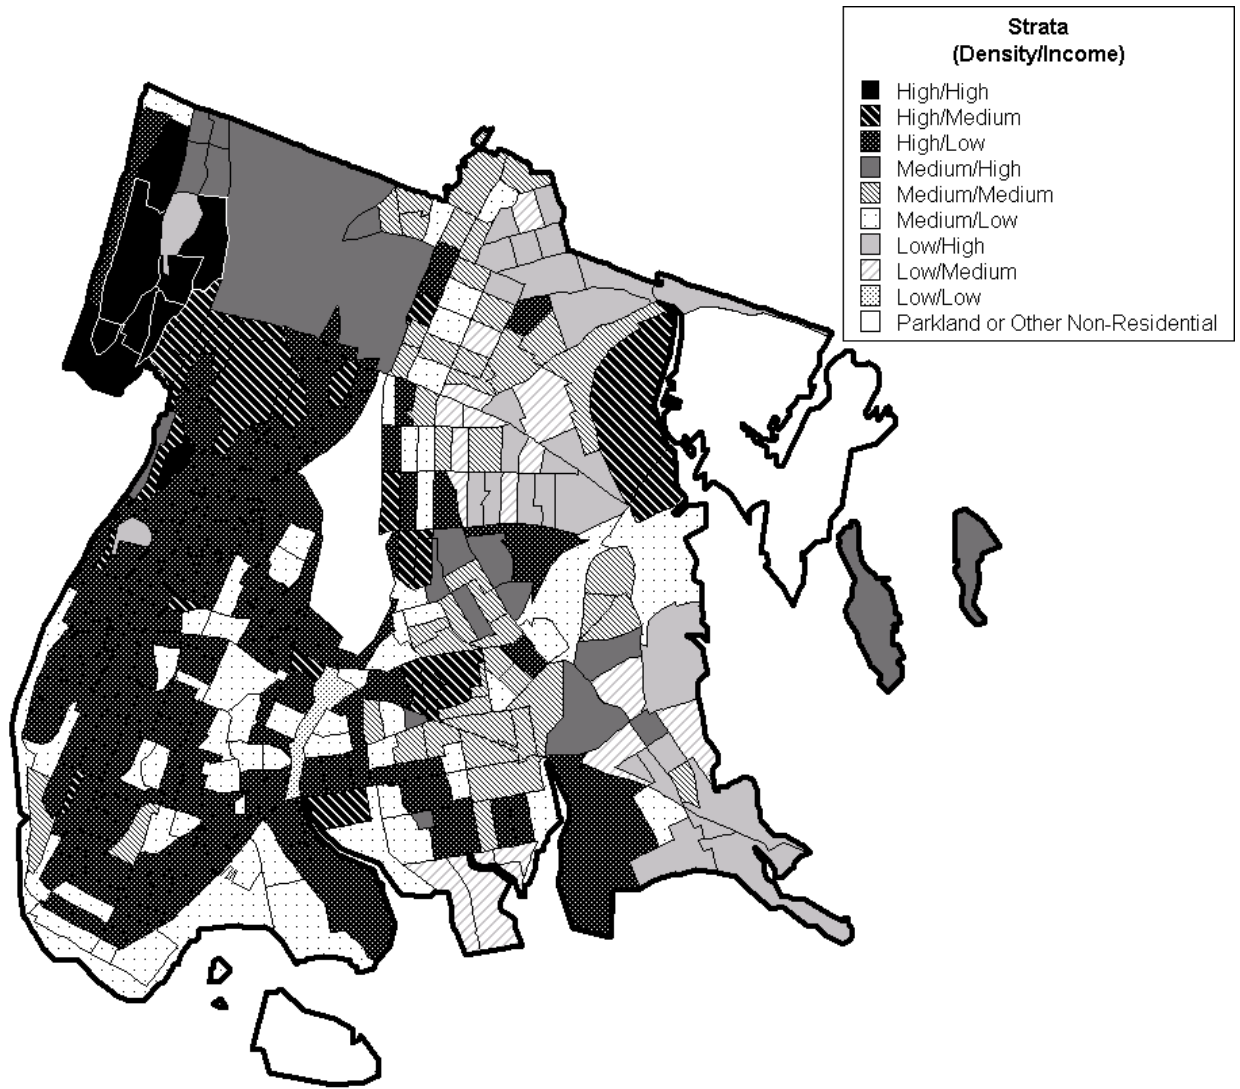 Strata
(Density/Income)
High/High
High/Medium
High/Low
Medium/High
Medium/Medium
Medium/Low
Low/High
Low/Medium
Low/Low
Parkland or Other Non-Residential